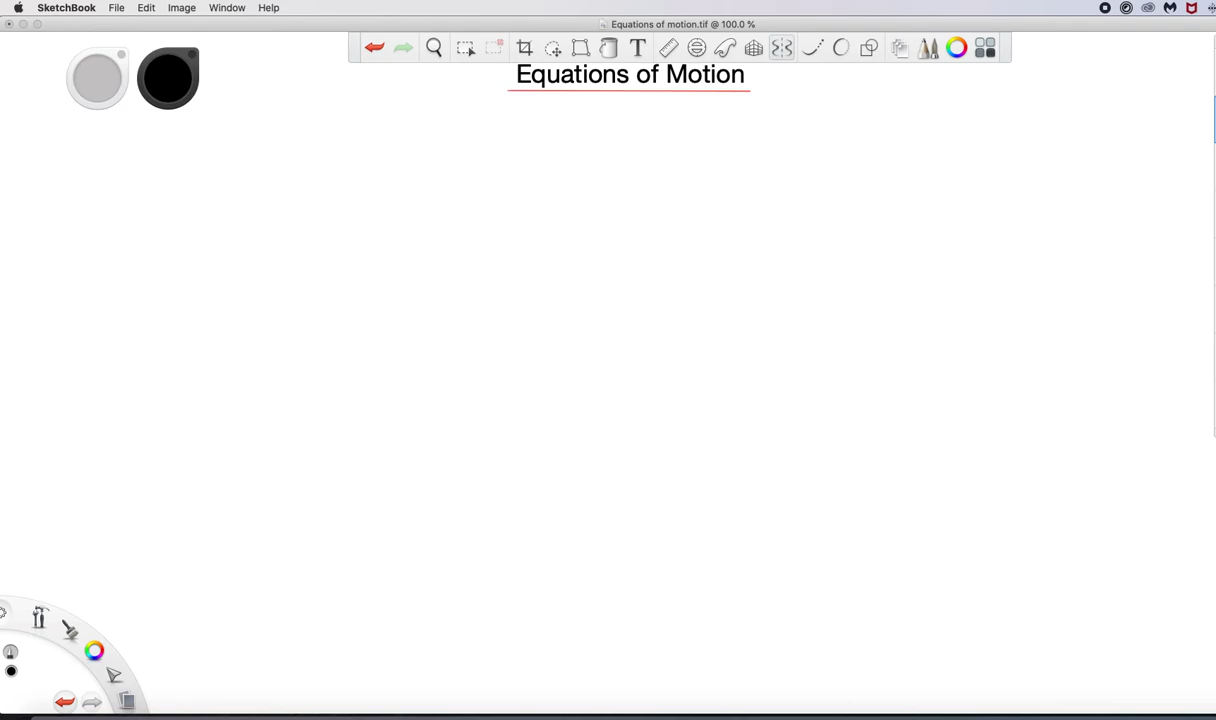 SketchBook File Edit Image Window Help
Equations of motion.tif @ 100.0 %
T
Equations of Motion